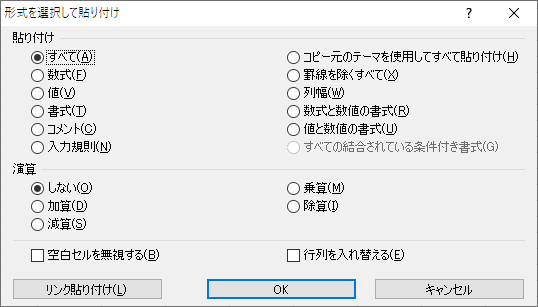 形式を選択して貼り付け
貼り付け
すべて(A)
コピー元のテーマを使用してすべて貼り付け(H)
数式(F)
罫線を除くすべて(X)
値(V)
列幅(W)
書式(T)
数式と数値の書式(R)
コメント(C)
値と数値の書式(U)
入力規則(N)
すべての結合されている条件付き書式(G)
演算
しない(O)
乗算(M)
加算(D)
除算(I)
減算(S)
空白セルを無視する(B)
行列を入れ替える(E)
リンク貼り付け(L)
OK
キャンセル